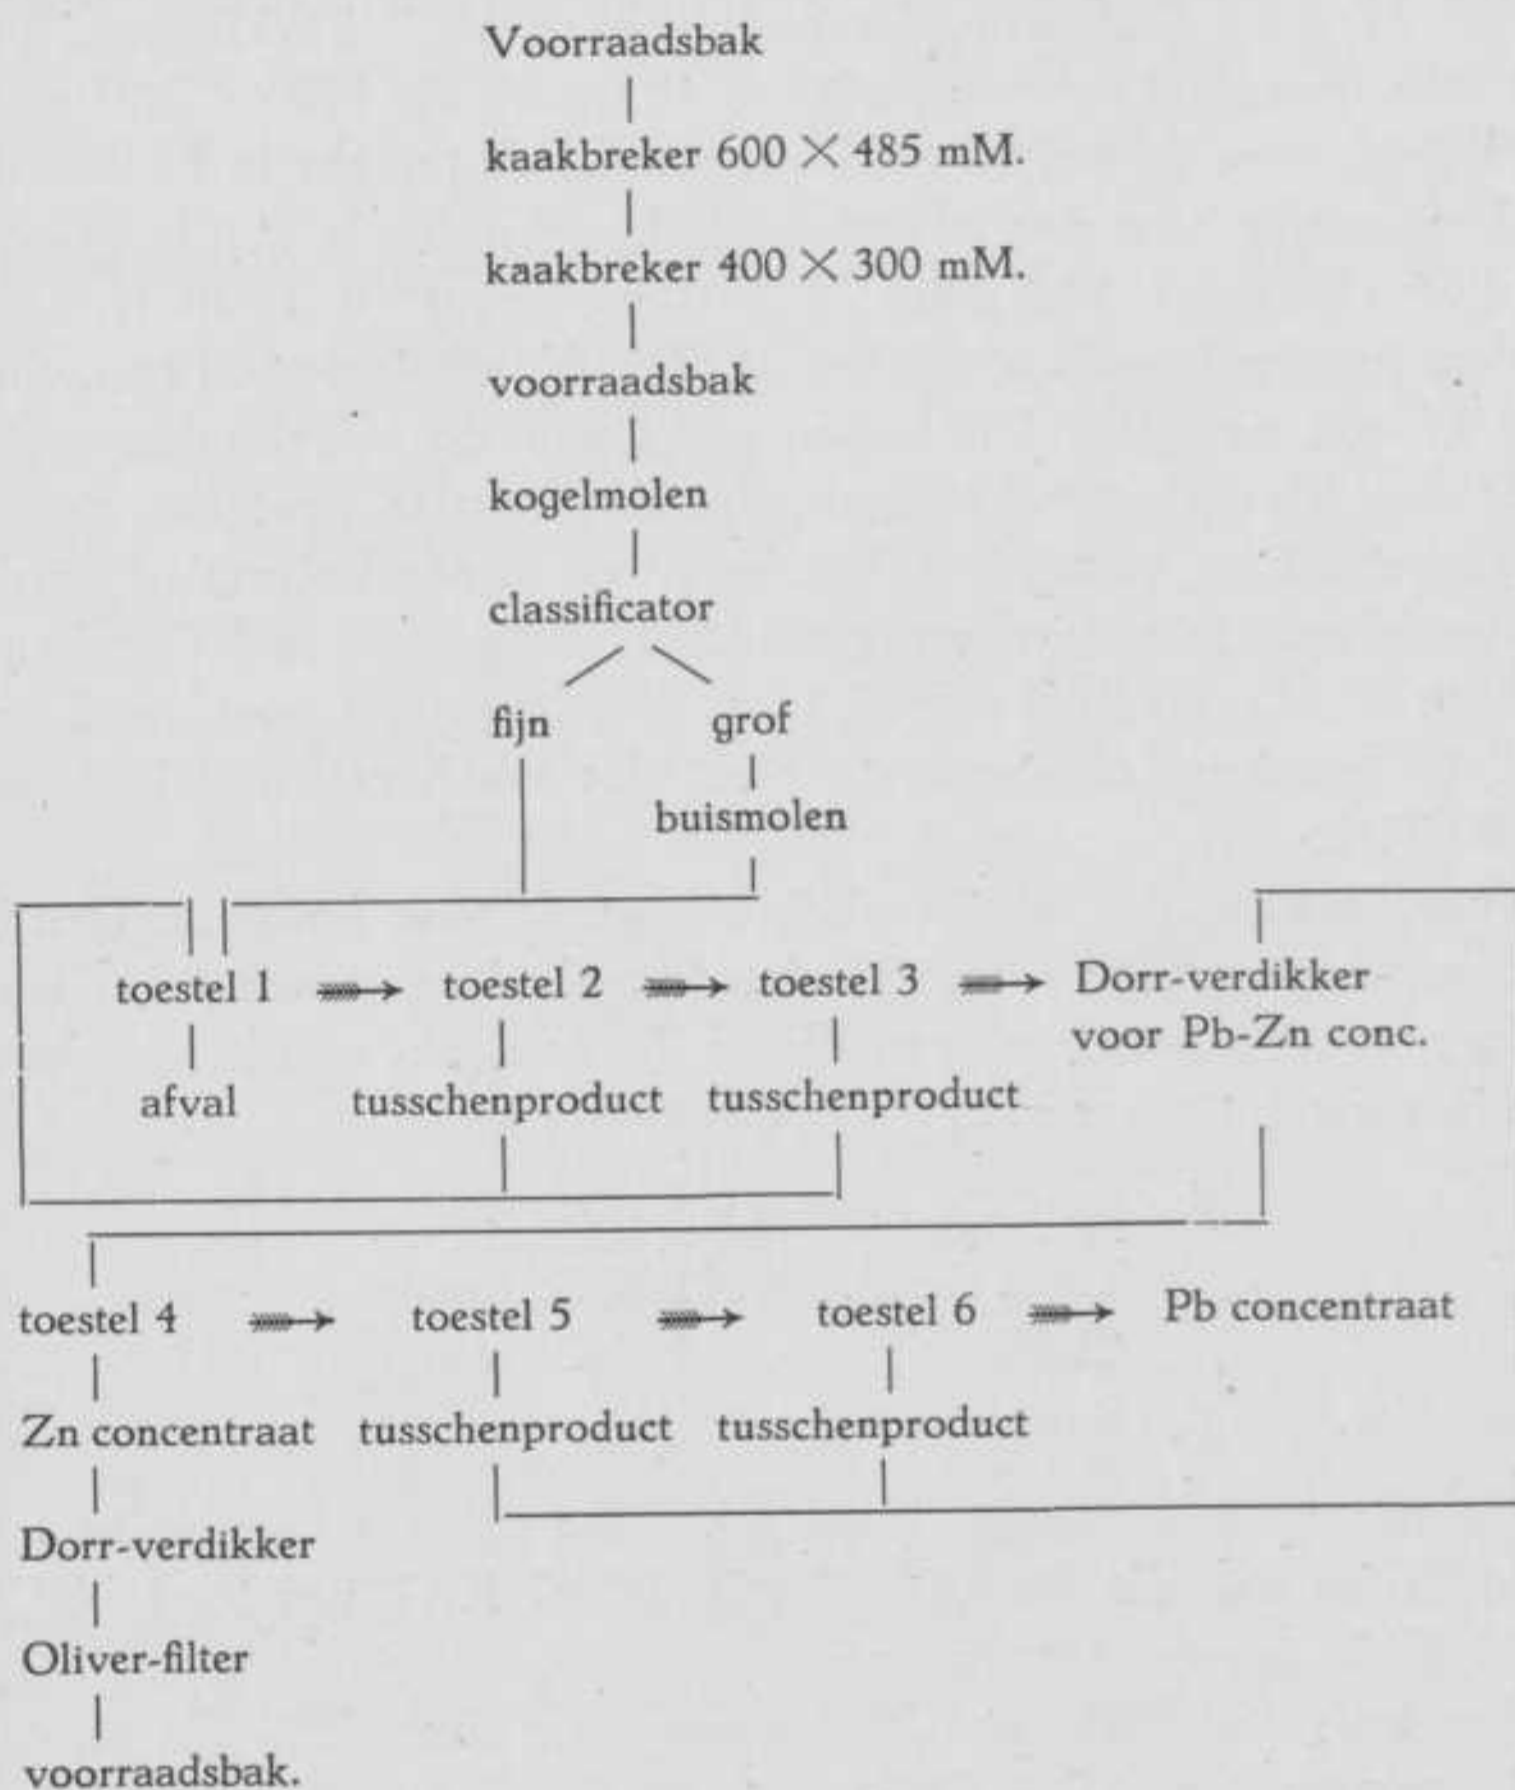 Voorraadsbak
kaakbreker 600 × 485 mM.
kaakbreker 400 × 300 mM.
voorraadsbak
kogelmolen
classificator
fijn grof
buismolen
toestel 1 toestel 2 toestel 3 Dorr-verdikker
voor Pb-Zn conc.
afval tusschenproduct tusschenproduct
toestel 4 toestel 5 toestel 6 Pb concentraat
Zn concentraat tusschenproduct tusschenproduct
Dorr-verdikker
Oliver-filter
voorraadsbak.